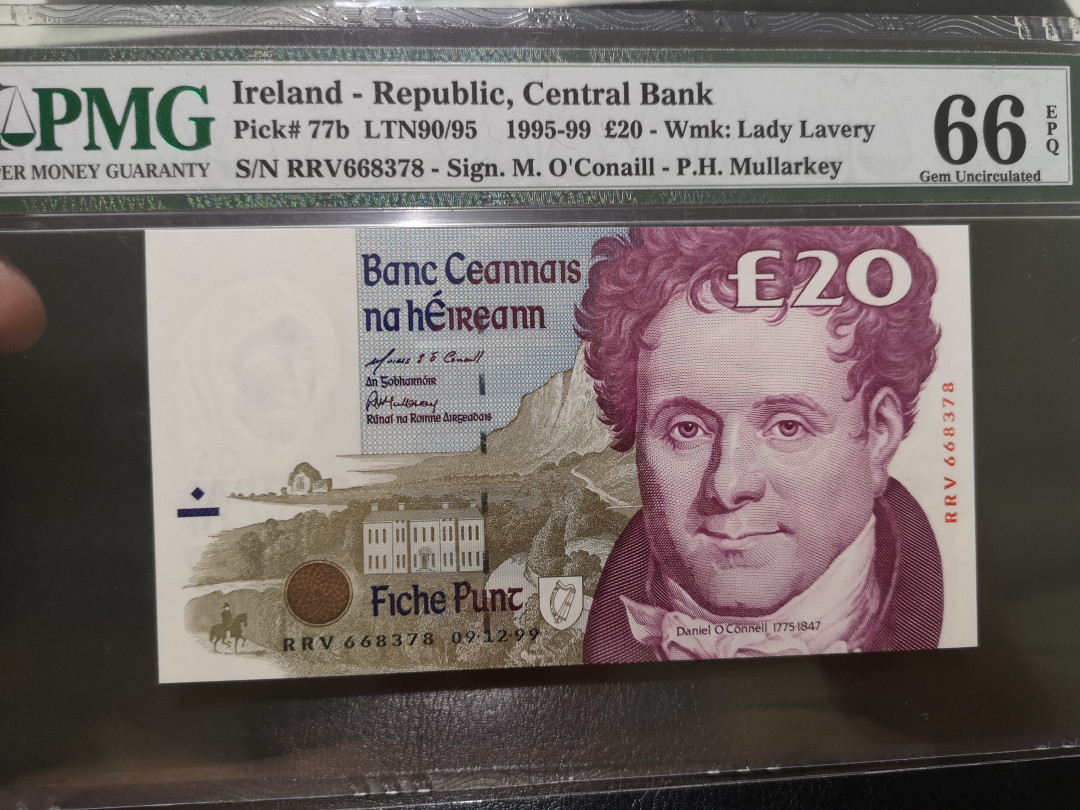 PMG
PER MONEY GUARANTY
Ireland - Republic, Central Bank
Pick# 77b LTN90/95 1995-99 £20 - Wmk: Lady Lavery
S/N RRV668378 - Sign. M. O'Conaill - P.H. Mullarkey
66
EPQ
Gem Uncirculated
Banc Ceannais
na hÉireann
£20
An Gobharnóir
Rúnaí na Roinne Airgeadais
Fiche Punt
RRV 668378 09·12·99
Daniel O'Connell 1775-1847
RRV 668378